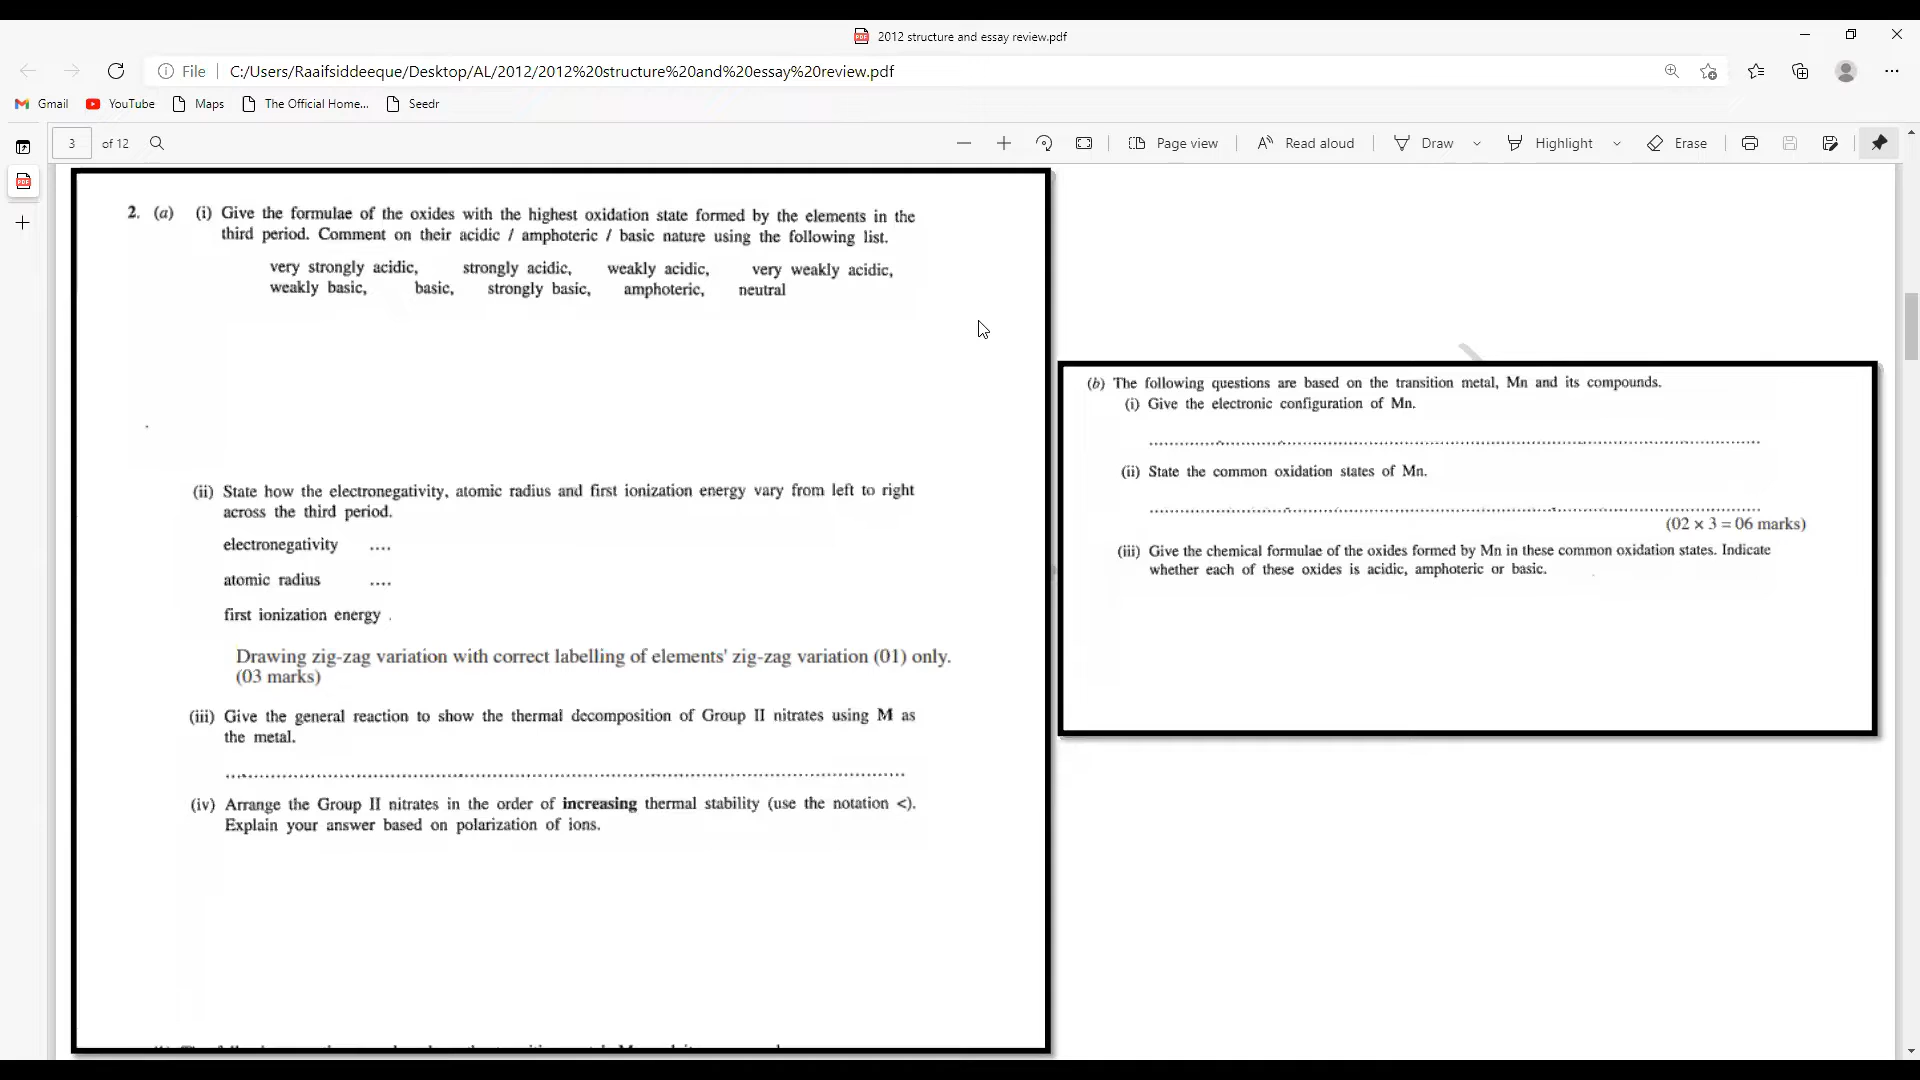 2012 structure and essay review.pdf
File
C:/Users/Raaifsiddeeque/Desktop/AL/2012/2012%20structure%20and%20essay%20review.pdf
Gmail YouTube Maps The Official Home... Seedr
3 of 12 Page view Read aloud Draw Highlight Erase
2. (a) (i) Give the formulae of the oxides with the highest oxidation state formed by the elements in the
third period. Comment on their acidic / amphoteric / basic nature using the following list.
very strongly acidic, strongly acidic, weakly acidic, very weakly acidic,
weakly basic, basic, strongly basic, amphoteric, neutral
(ii) State how the electronegativity, atomic radius and first ionization energy vary from left to right
across the third period.
electronegativity ....
atomic radius ....
first ionization energy .
Drawing zig-zag variation with correct labelling of elements' zig-zag variation (01) only.
(03 marks)
(iii) Give the general reaction to show the thermal decomposition of Group II nitrates using M as
the metal.
(iv) Arrange the Group II nitrates in the order of increasing thermal stability (use the notation <).
Explain your answer based on polarization of ions.
(b) The following questions are based on the transition metal, Mn and its compounds.
(i) Give the electronic configuration of Mn.
(ii) State the common oxidation states of Mn.
(02 × 3 = 06 marks)
(iii) Give the chemical formulae of the oxides formed by Mn in these common oxidation states. Indicate
whether each of these oxides is acidic, amphoteric or basic.